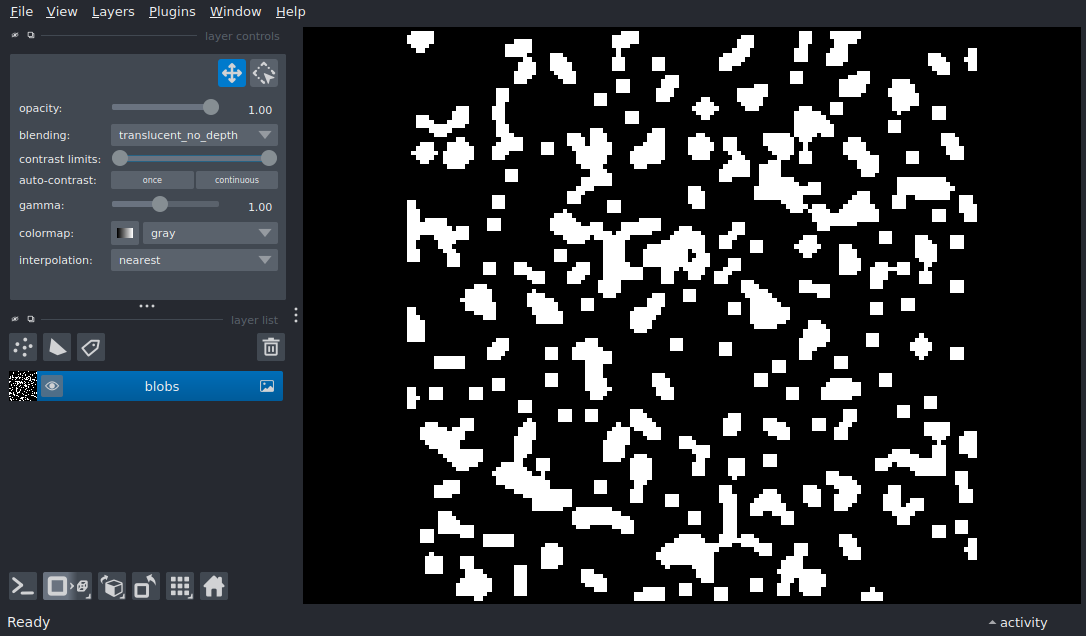 File View Layers Plugins Window Help
layer controls
opacity: 1.00
blending: translucent_no_depth
contrast limits:
auto-contrast: once continuous
gamma: 1.00
colormap: gray
interpolation: nearest
layer list
blobs
Ready
activity